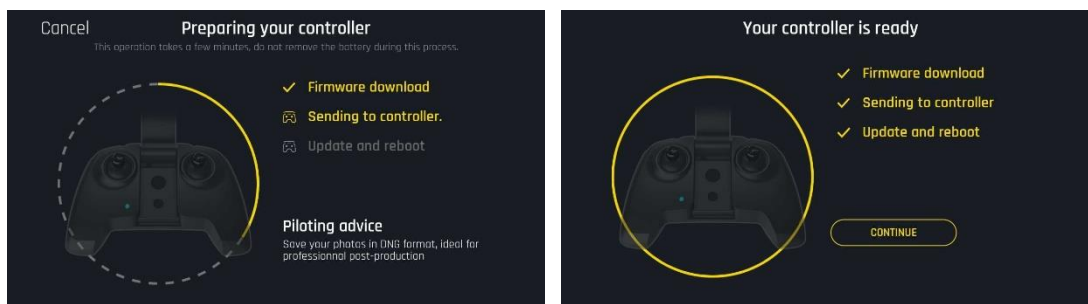 Cancel
Preparing your controller
This operation takes a few minutes, do not remove the battery during this process.
Firmware download
Sending to controller.
Update and reboot
Piloting advice
Save your photos in DNG format, ideal for
professionnal post-production
Your controller is ready
Firmware download
Sending to controller
Update and reboot
CONTINUE